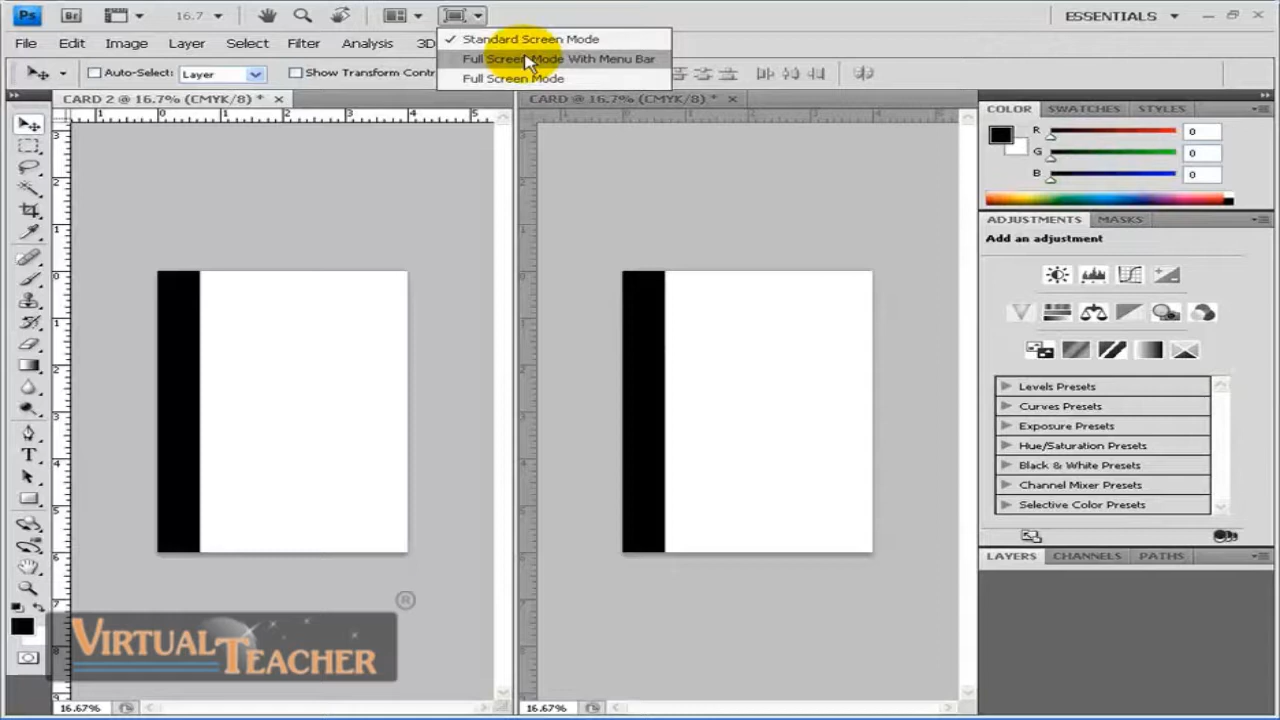 Ps Br 16.7 ESSENTIALS
Standard Screen Mode
Full Screen Mode With Menu Bar
Full Screen Mode
File Edit Image Layer Select Filter Analysis 3D
Auto-Select: Layer Show Transform Contr
CARD 2 @ 16.7% (CMYK/8) * CARD @ 16.7% (CMYK/8) *
COLOR SWATCHES STYLES
R 0
G 0
B 0
ADJUSTMENTS MASKS
Add an adjustment
Levels Presets
Curves Presets
Exposure Presets
Hue/Saturation Presets
Black & White Presets
Channel Mixer Presets
Selective Color Presets
LAYERS CHANNELS PATHS
VIRTUAL TEACHER ®
16.67% 16.67%